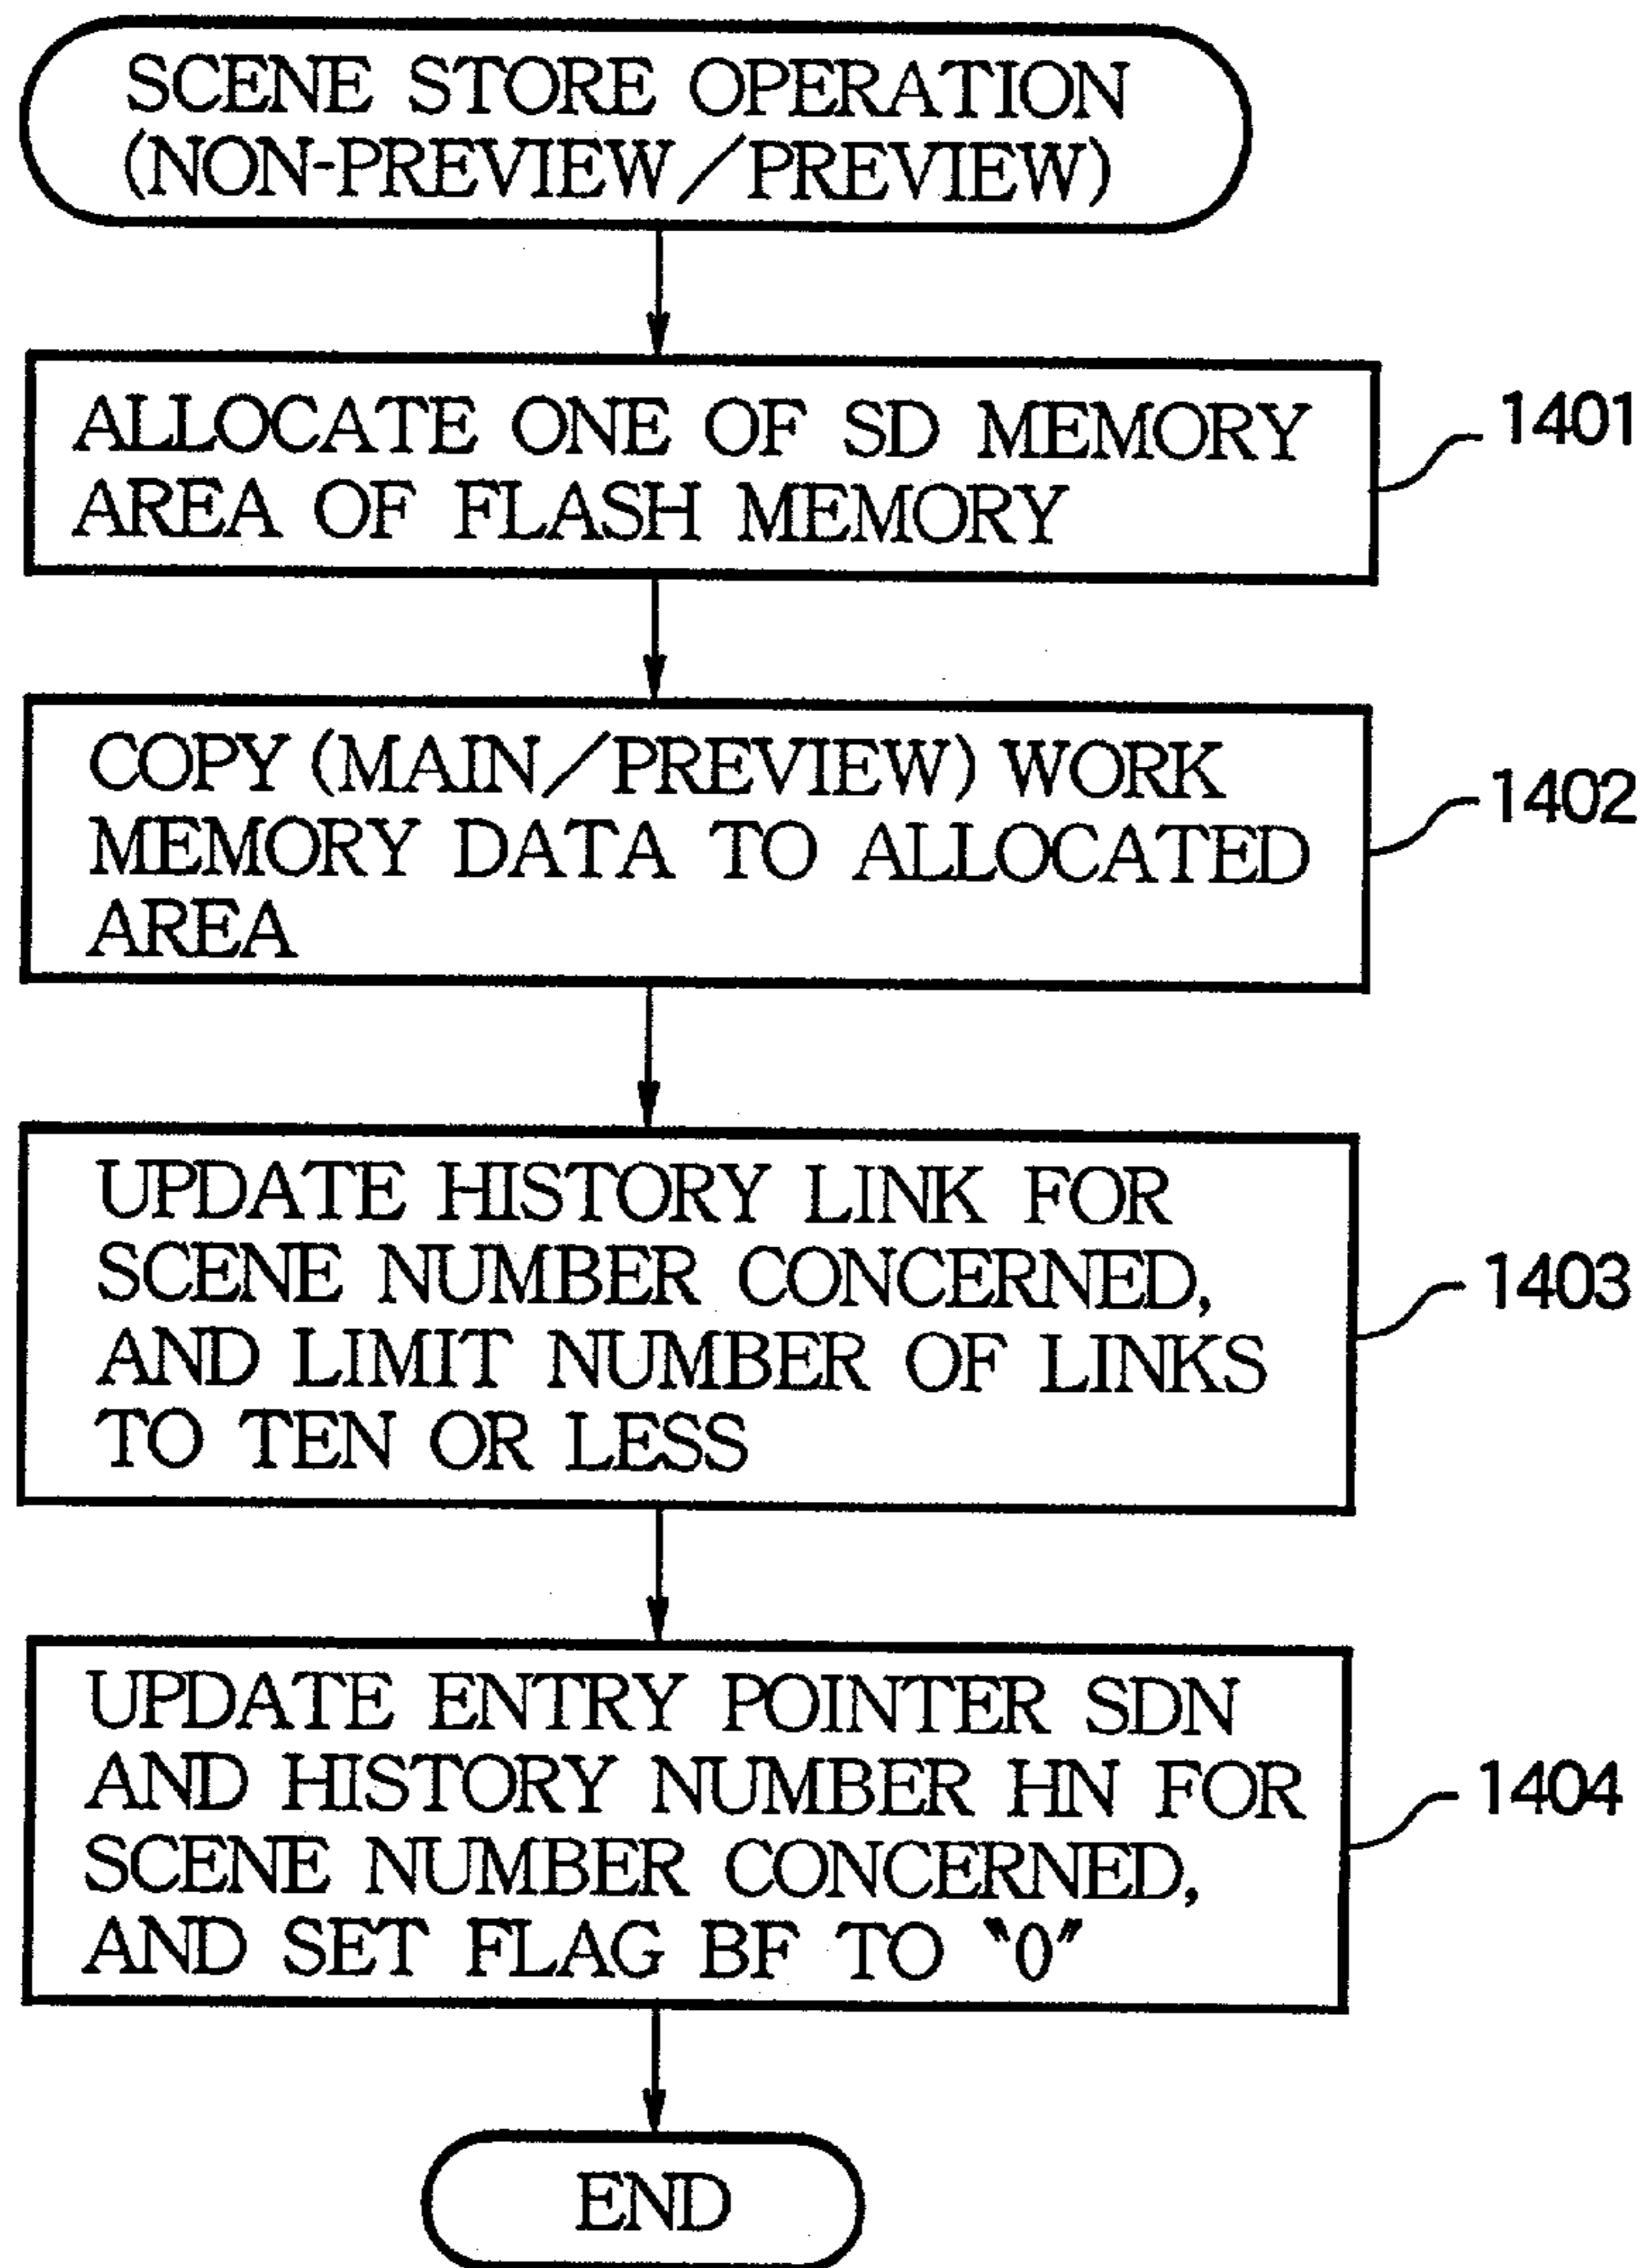 SCENE STORE OPERATION
(NON-PREVIEW/PREVIEW)
ALLOCATE ONE OF SD MEMORY
AREA OF FLASH MEMORY
1401
COPY (MAIN/PREVIEW) WORK
MEMORY DATA TO ALLOCATED
AREA
1402
UPDATE HISTORY LINK FOR
SCENE NUMBER CONCERNED,
AND LIMIT NUMBER OF LINKS
TO TEN OR LESS
1403
UPDATE ENTRY POINTER SDN
AND HISTORY NUMBER HN FOR
SCENE NUMBER CONCERNED,
AND SET FLAG BF TO "0"
1404
END